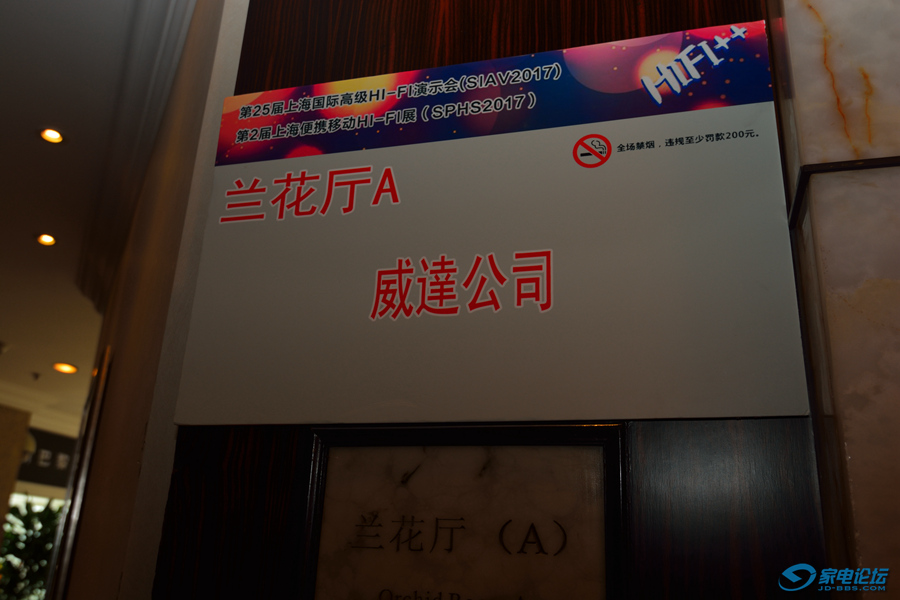 第25届上海国际高级HI-FI演示会(SIAV2017)
第2届上海便携移动HI-FI展（SPHS2017）
HIFI++
全场禁烟，违规至少罚款200元。
兰花厅A
威達公司
兰花厅（A）
Orchid
家电论坛
JD-BBS.COM